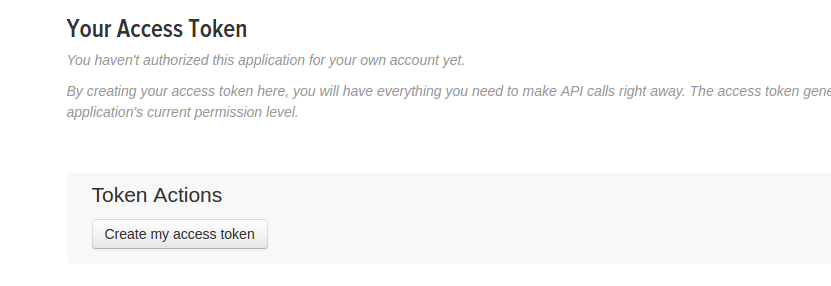 Your Access Token
You haven't authorized this application for your own account yet.
By creating your access token here, you will have everything you need to make API calls right away. The access token gene
application's current permission level.
Token Actions
Create my access token